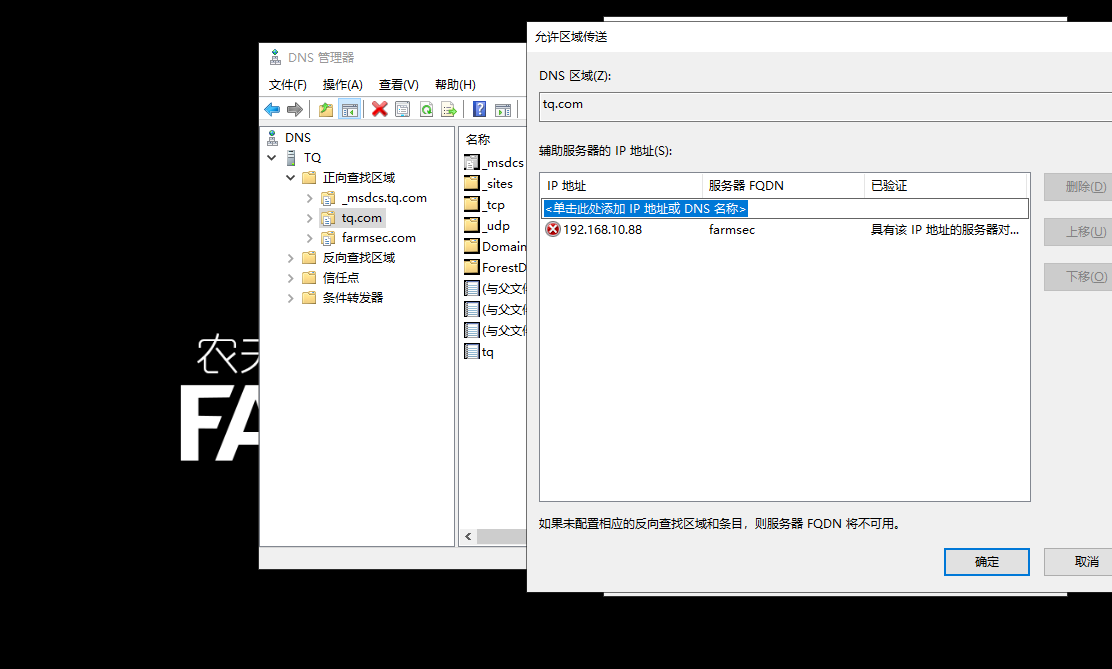 农夫
FA
DNS 管理器
文件(F) 操作(A) 查看(V) 帮助(H)
DNS
TQ
正向查找区域
_msdcs.tq.com
tq.com
farmsec.com
反向查找区域
信任点
条件转发器
名称
_msdcs
_sites
_tcp
_udp
Domain
ForestD
(与父文件
(与父文件
(与父文件
tq
允许区域传送
DNS 区域(Z):
tq.com
辅助服务器的 IP 地址(S):
IP 地址 服务器 FQDN 已验证
<单击此处添加 IP 地址或 DNS 名称>
192.168.10.88 farmsec 具有该 IP 地址的服务器对...
删除(D)
上移(U)
下移(O)
如果未配置相应的反向查找区域和条目，则服务器 FQDN 将不可用。
确定 取消